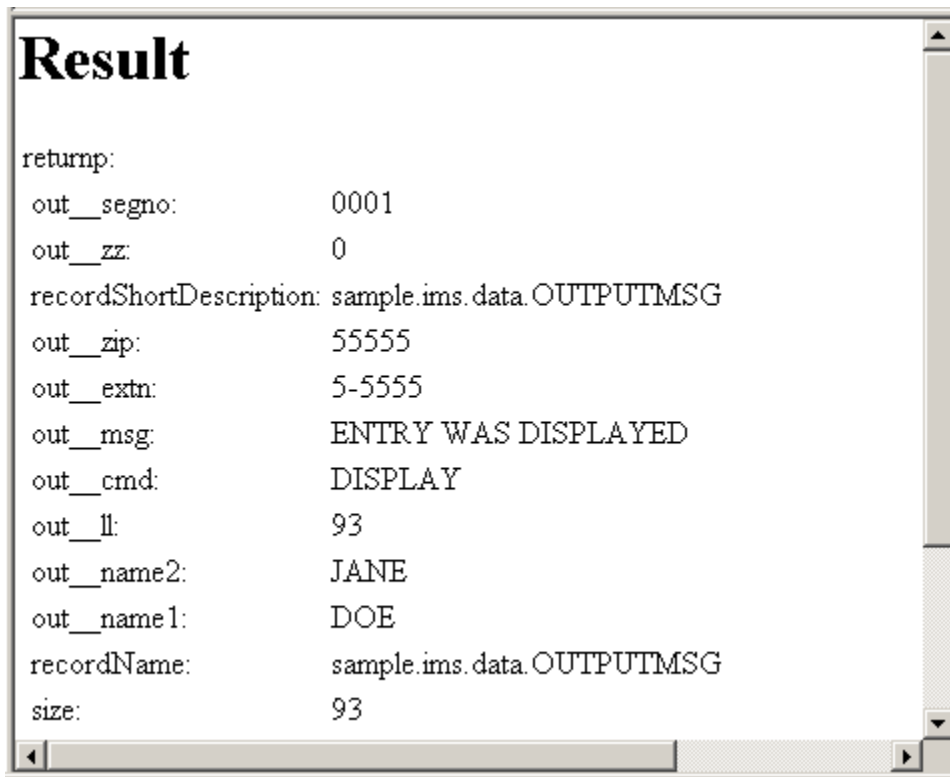 Result
returnp:
out__segno: 0001
out__zz: 0
recordShortDescription: sample.ims.data.OUTPUTMSG
out__zip: 55555
out__extn: 5-5555
out__msg: ENTRY WAS DISPLAYED
out__cmd: DISPLAY
out__ll: 93
out__name2: JANE
out__name1: DOE
recordName: sample.ims.data.OUTPUTMSG
size: 93